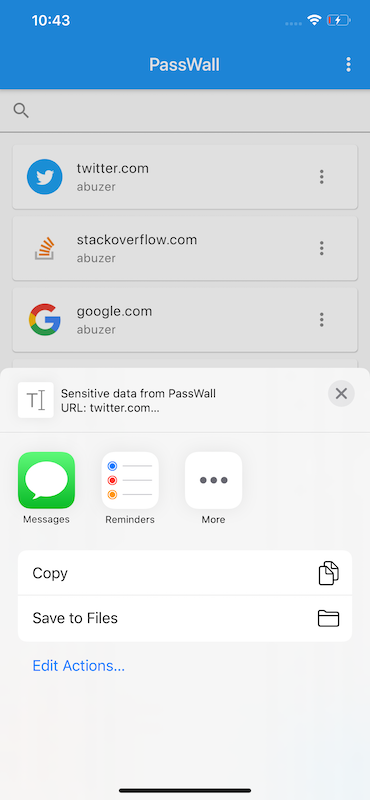 10:43
PassWall
twitter.com
abuzer
stackoverflow.com
abuzer
google.com
abuzer
Sensitive data from PassWall
URL: twitter.com...
Messages
Reminders
More
Copy
Save to Files
Edit Actions...